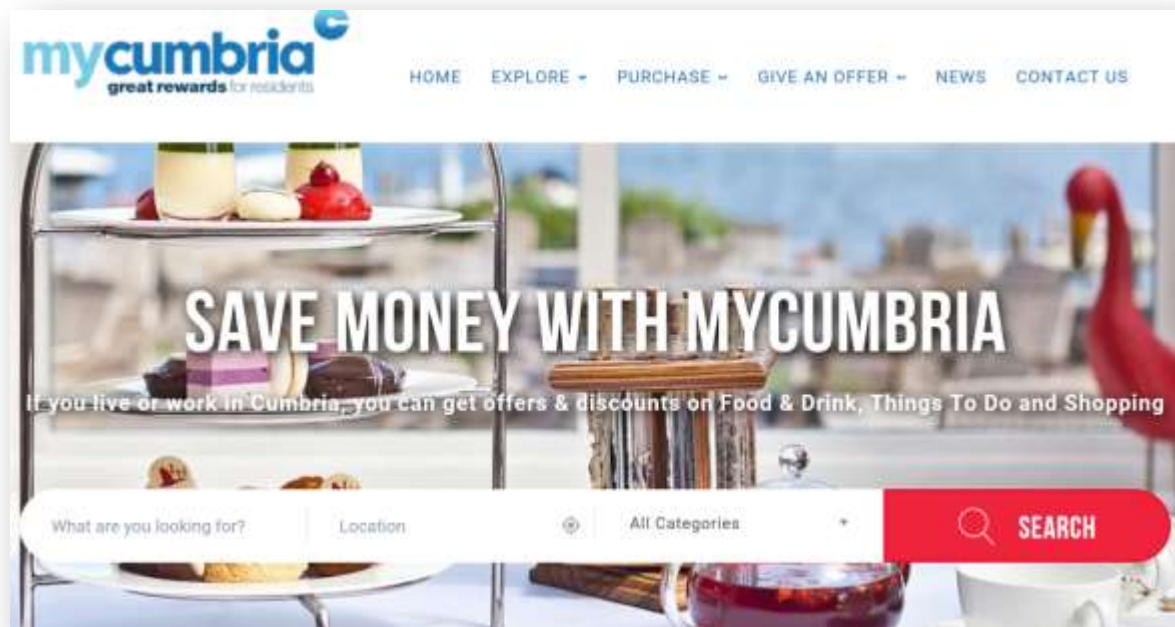 mycumbria
great rewards for residents
HOME EXPLORE PURCHASE GIVE AN OFFER NEWS CONTACT US
SAVE MONEY WITH MYCUMBRIA
If you live or work in Cumbria, you can get offers & discounts on Food & Drink, Things To Do and Shopping
What are you looking for? Location All Categories SEARCH